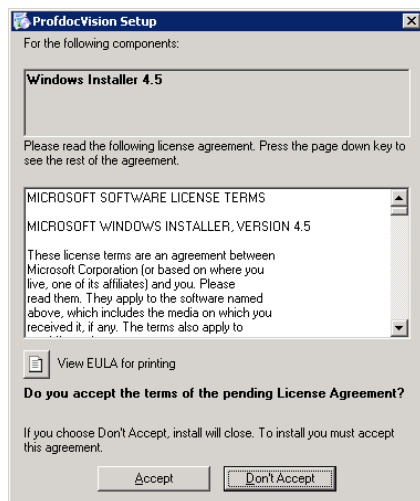 ProfdocVision Setup
For the following components:
Windows Installer 4.5
Please read the following license agreement. Press the page down key to
see the rest of the agreement.
MICROSOFT SOFTWARE LICENSE TERMS
MICROSOFT WINDOWS INSTALLER, VERSION 4.5
These license terms are an agreement between
Microsoft Corporation (or based on where you
live, one of its affiliates) and you. Please
read them. They apply to the software named
above, which includes the media on which you
received it, if any. The terms also apply to
View EULA for printing
Do you accept the terms of the pending License Agreement?
If you choose Don't Accept, install will close. To install you must accept
this agreement.
Accept
Don't Accept